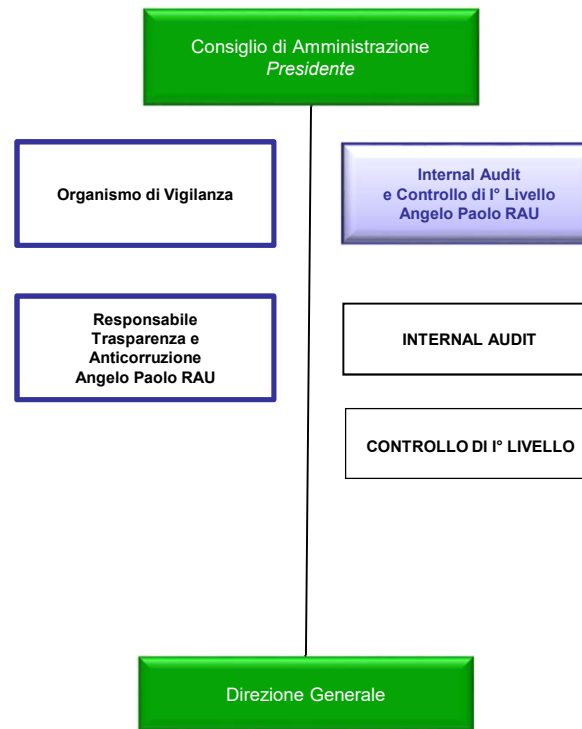 Consiglio di Amministrazione
Presidente
Organismo di Vigilanza
Internal Audit
e Controllo di I° Livello
Angelo Paolo RAU
Responsabile
Trasparenza e
Anticorruzione
Angelo Paolo RAU
INTERNAL AUDIT
CONTROLLO DI I° LIVELLO
Direzione Generale